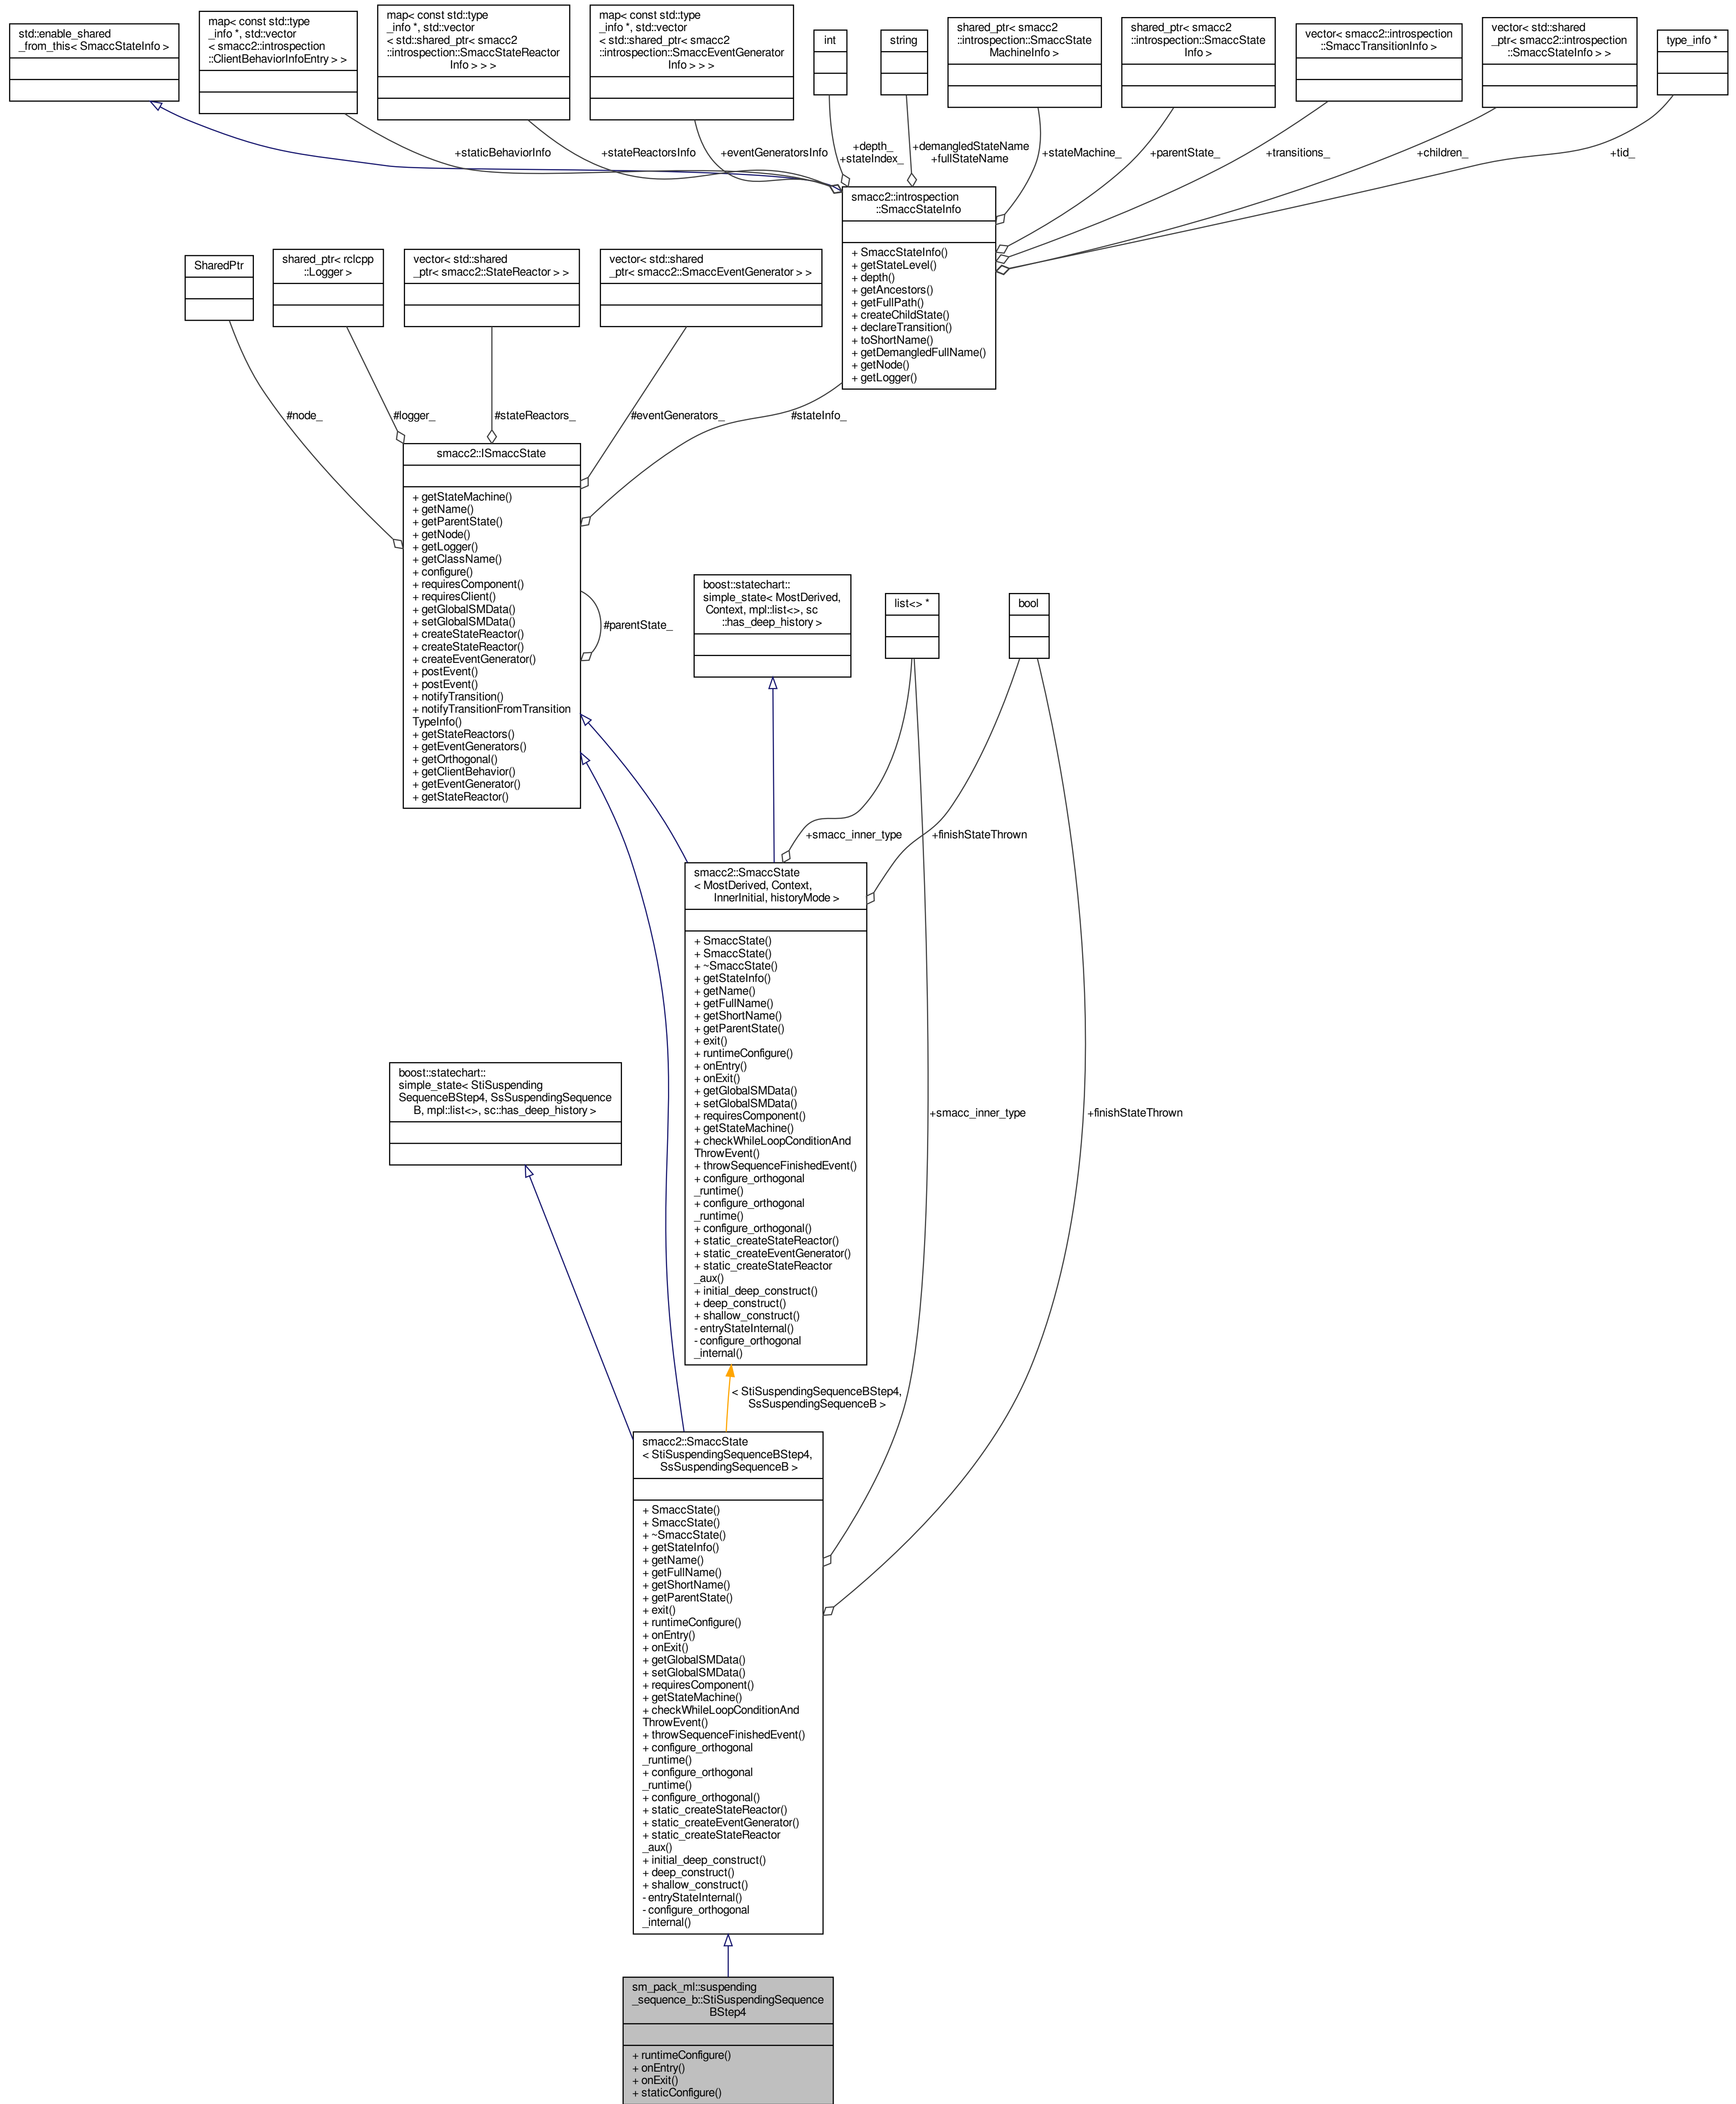 std::enable_shared
_from_this< SmaccStateInfo >
map< const std::type
_info *, std::vector
< smacc2::introspection
::ClientBehaviorInfoEntry > >
map< const std::type
_info *, std::vector
< std::shared_ptr< smacc2
::introspection::SmaccStateReactor
Info > > >
map< const std::type
_info *, std::vector
< std::shared_ptr< smacc2
::introspection::SmaccEventGenerator
Info > > >
int
string
shared_ptr< smacc2
::introspection::SmaccState
MachineInfo >
shared_ptr< smacc2
::introspection::SmaccState
Info >
vector< smacc2::introspection
::SmaccTransitionInfo >
vector< std::shared
_ptr< smacc2::introspection
::SmaccStateInfo > >
type_info *
+staticBehaviorInfo
+stateReactorsInfo
+eventGeneratorsInfo
+depth_
+stateIndex_
+demangledStateName
+fullStateName
+stateMachine_
+parentState_
+transitions_
+children_
+tid_
smacc2::introspection
::SmaccStateInfo
+ SmaccStateInfo()
+ getStateLevel()
+ depth()
+ getAncestors()
+ getFullPath()
+ createChildState()
+ declareTransition()
+ toShortName()
+ getDemangledFullName()
+ getNode()
+ getLogger()
SharedPtr
shared_ptr< rclcpp
::Logger >
vector< std::shared
_ptr< smacc2::StateReactor > >
vector< std::shared
_ptr< smacc2::SmaccEventGenerator > >
#node_
#logger_
#stateReactors_
#eventGenerators_
#stateInfo_
smacc2::ISmaccState
+ getStateMachine()
+ getName()
+ getParentState()
+ getNode()
+ getLogger()
+ getClassName()
+ configure()
+ requiresComponent()
+ requiresClient()
+ getGlobalSMData()
+ setGlobalSMData()
+ createStateReactor()
+ createStateReactor()
+ createEventGenerator()
+ postEvent()
+ postEvent()
+ notifyTransition()
+ notifyTransitionFromTransition
TypeInfo()
+ getStateReactors()
+ getEventGenerators()
+ getOrthogonal()
+ getClientBehavior()
+ getEventGenerator()
+ getStateReactor()
#parentState_
boost::statechart::
simple_state< MostDerived,
Context, mpl::list<>, sc
::has_deep_history >
list<> *
bool
+smacc_inner_type
+finishStateThrown
smacc2::SmaccState
< MostDerived, Context,
InnerInitial, historyMode >
+ SmaccState()
+ SmaccState()
+ ~SmaccState()
+ getStateInfo()
+ getName()
+ getFullName()
+ getShortName()
+ getParentState()
+ exit()
+ runtimeConfigure()
+ onEntry()
+ onExit()
+ getGlobalSMData()
+ setGlobalSMData()
+ requiresComponent()
+ getStateMachine()
+ checkWhileLoopConditionAnd
ThrowEvent()
+ throwSequenceFinishedEvent()
+ configure_orthogonal
_runtime()
+ configure_orthogonal
_runtime()
+ configure_orthogonal()
+ static_createStateReactor()
+ static_createEventGenerator()
+ static_createStateReactor
_aux()
+ initial_deep_construct()
+ deep_construct()
+ shallow_construct()
- entryStateInternal()
- configure_orthogonal
_internal()
boost::statechart::
simple_state< StiSuspending
SequenceBStep4, SsSuspendingSequence
B, mpl::list<>, sc::has_deep_history >
+smacc_inner_type
+finishStateThrown
< StiSuspendingSequenceBStep4,
SsSuspendingSequenceB >
smacc2::SmaccState
< StiSuspendingSequenceBStep4,
SsSuspendingSequenceB >
+ SmaccState()
+ SmaccState()
+ ~SmaccState()
+ getStateInfo()
+ getName()
+ getFullName()
+ getShortName()
+ getParentState()
+ exit()
+ runtimeConfigure()
+ onEntry()
+ onExit()
+ getGlobalSMData()
+ setGlobalSMData()
+ requiresComponent()
+ getStateMachine()
+ checkWhileLoopConditionAnd
ThrowEvent()
+ throwSequenceFinishedEvent()
+ configure_orthogonal
_runtime()
+ configure_orthogonal
_runtime()
+ configure_orthogonal()
+ static_createStateReactor()
+ static_createEventGenerator()
+ static_createStateReactor
_aux()
+ initial_deep_construct()
+ deep_construct()
+ shallow_construct()
- entryStateInternal()
- configure_orthogonal
_internal()
sm_pack_ml::suspending
_sequence_b::StiSuspendingSequence
BStep4
+ runtimeConfigure()
+ onEntry()
+ onExit()
+ staticConfigure()